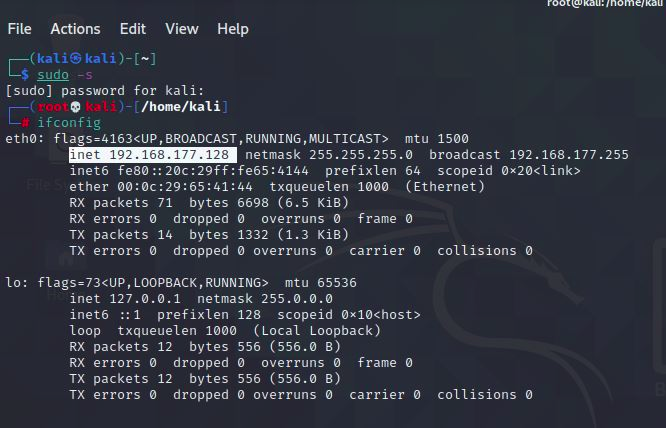 root@kali:/home/kali
File Actions Edit View Help
(kali㉿kali)-[~]
$ sudo -s
[sudo] password for kali:
(root💀kali)-[/home/kali]
# ifconfig
eth0: flags=4163<UP,BROADCAST,RUNNING,MULTICAST> mtu 1500
inet 192.168.177.128 netmask 255.255.255.0 broadcast 192.168.177.255
inet6 fe80::20c:29ff:fe65:4144 prefixlen 64 scopeid 0×20<link>
ether 00:0c:29:65:41:44 txqueuelen 1000 (Ethernet)
RX packets 71 bytes 6698 (6.5 KiB)
RX errors 0 dropped 0 overruns 0 frame 0
TX packets 14 bytes 1332 (1.3 KiB)
TX errors 0 dropped 0 overruns 0 carrier 0 collisions 0
lo: flags=73<UP,LOOPBACK,RUNNING> mtu 65536
inet 127.0.0.1 netmask 255.0.0.0
inet6 ::1 prefixlen 128 scopeid 0×10<host>
loop txqueuelen 1000 (Local Loopback)
RX packets 12 bytes 556 (556.0 B)
RX errors 0 dropped 0 overruns 0 frame 0
TX packets 12 bytes 556 (556.0 B)
TX errors 0 dropped 0 overruns 0 carrier 0 collisions 0